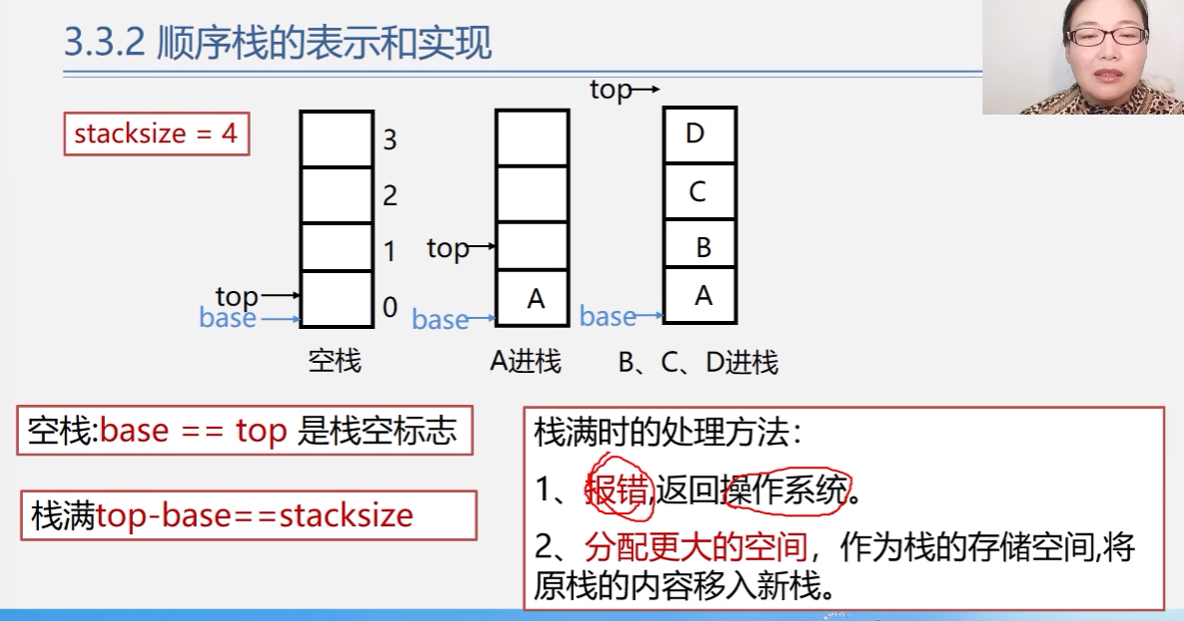 3.3.2 顺序栈的表示和实现
stacksize = 4
3
2
1
0
top
base
空栈
top
A
base
A进栈
top
D
C
B
A
base
B、C、D进栈
空栈:base == top 是栈空标志
栈满top-base==stacksize
栈满时的处理方法：
1、报错,返回操作系统。
2、分配更大的空间，作为栈的存储空间,将
原栈的内容移入新栈。